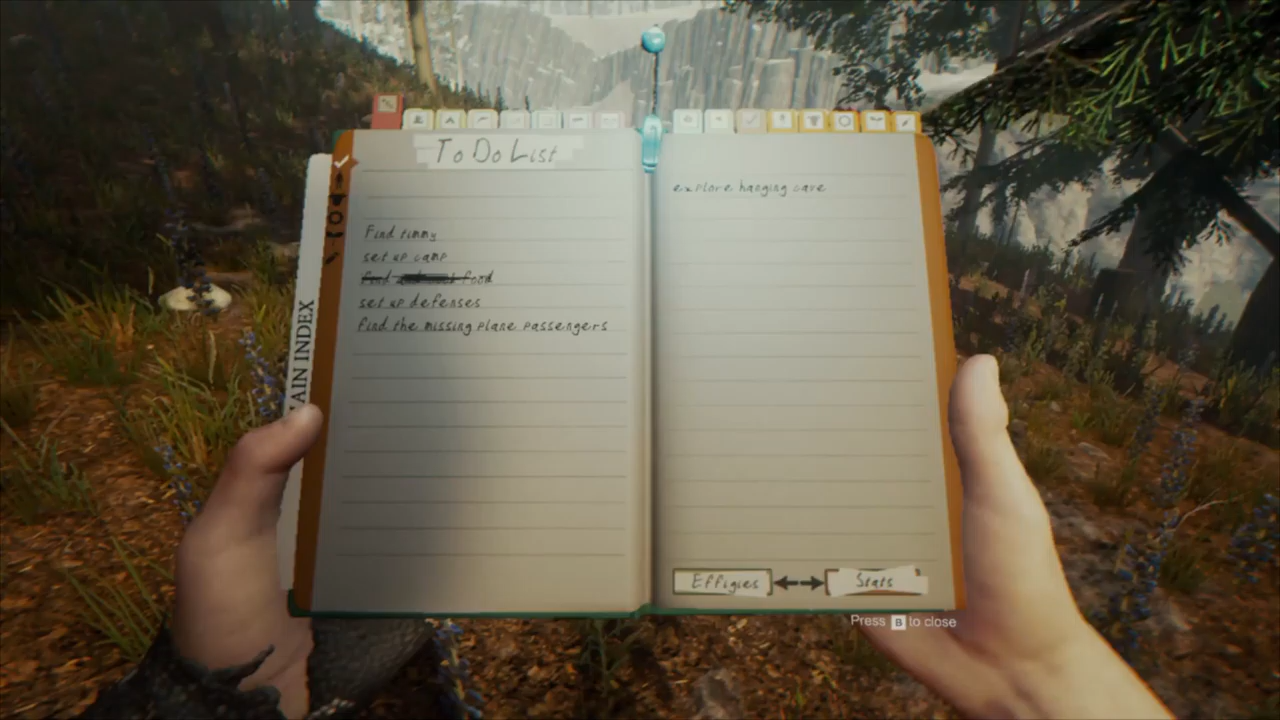 To Do List
Find timmy
set up camp
find food
set up defenses
find the missing plane passengers
explore hanging cave
AIN INDEX
Effigies
Stats
Press B to close